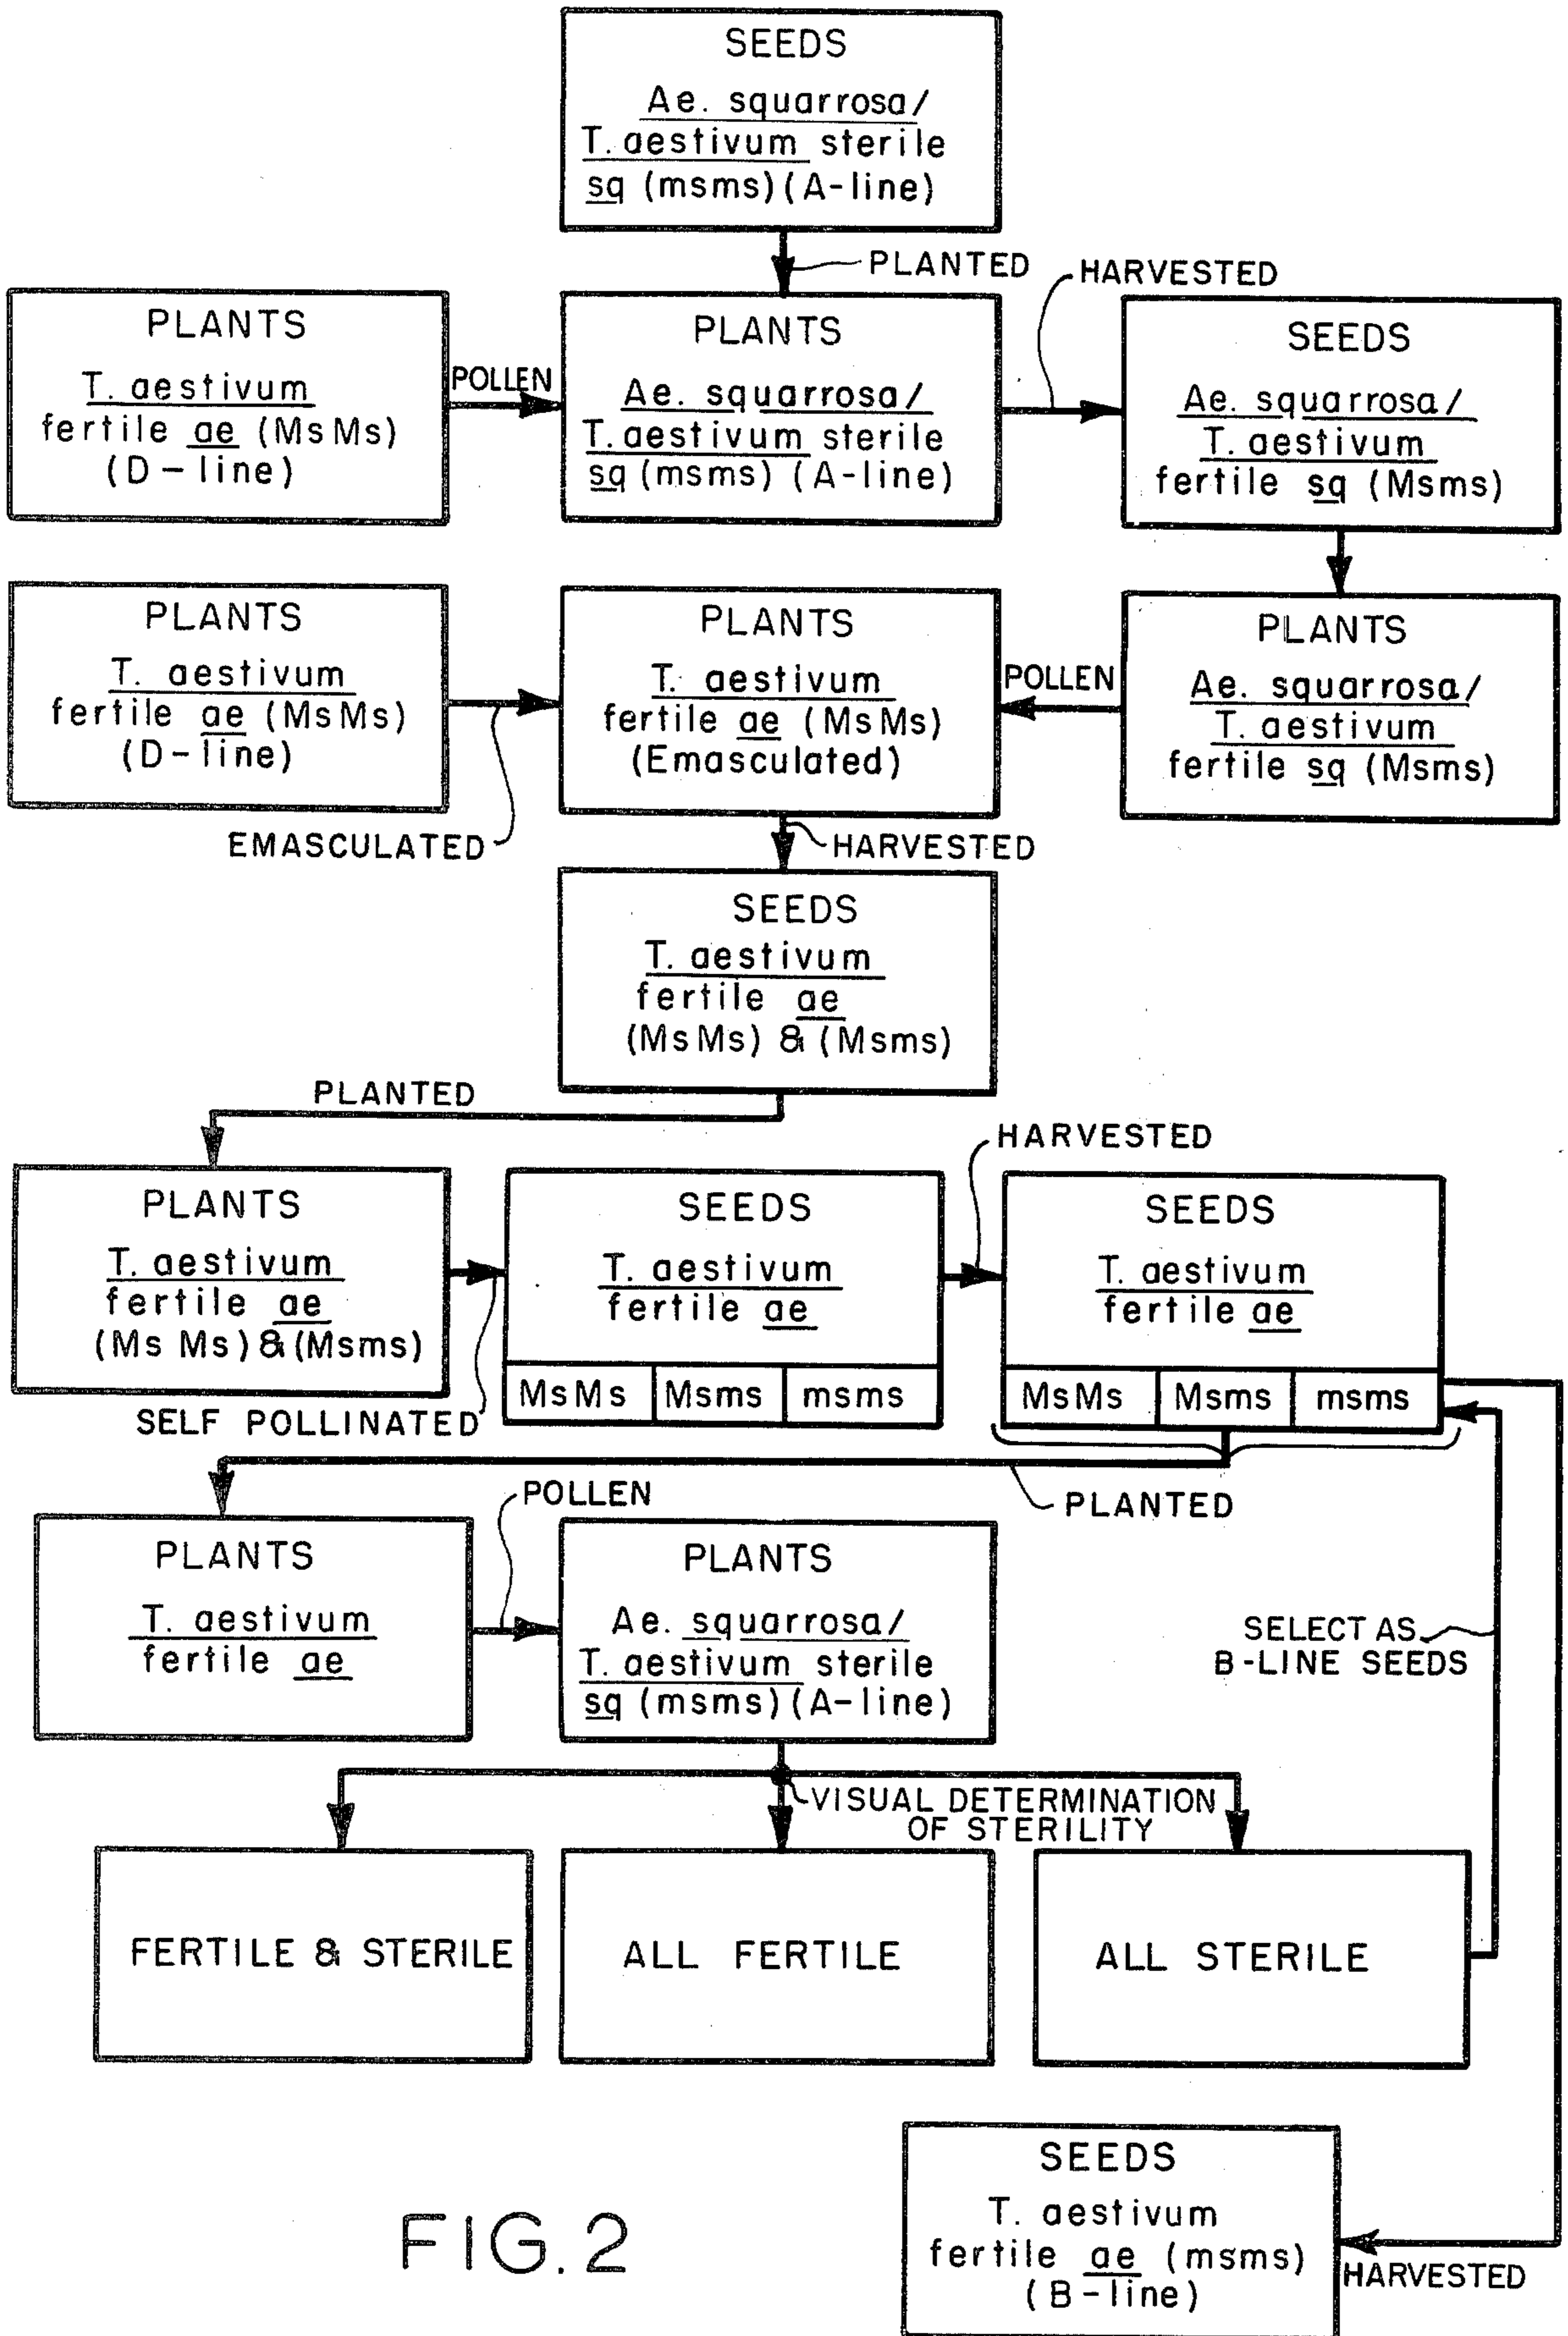 SEEDS
Ae. squarrosa/
T. aestivum sterile
sq (msms) (A-line)
PLANTED
HARVESTED
PLANTS
T. aestivum
fertile ae (MsMs)
(D-line)
POLLEN
PLANTS
Ae. squarrosa/
T. aestivum sterile
sq (msms) (A-line)
SEEDS
Ae. squarrosa/
T. aestivum
fertile sq (Msms)
PLANTS
T. aestivum
fertile ae (MsMs)
(D-line)
EMASCULATED
PLANTS
T. aestivum
fertile ae (MsMs)
(Emasculated)
POLLEN
PLANTS
Ae. squarrosa/
T. aestivum
fertile sq (Msms)
HARVESTED
SEEDS
T. aestivum
fertile ae
(MsMs) & (Msms)
PLANTED
PLANTS
T. aestivum
fertile ae
(Ms Ms) & (Msms)
SELF POLLINATED
SEEDS
T. aestivum
fertile ae
MsMs Msms msms
HARVESTED
SEEDS
T. aestivum
fertile ae
MsMs Msms msms
PLANTED
PLANTS
T. aestivum
fertile ae
POLLEN
PLANTS
Ae. squarrosa/
T. aestivum sterile
sq (msms) (A-line)
SELECT AS
B-LINE SEEDS
VISUAL DETERMINATION
OF STERILITY
FERTILE & STERILE
ALL FERTILE
ALL STERILE
SEEDS
T. aestivum
fertile ae (msms)
(B-line)
HARVESTED
FIG. 2